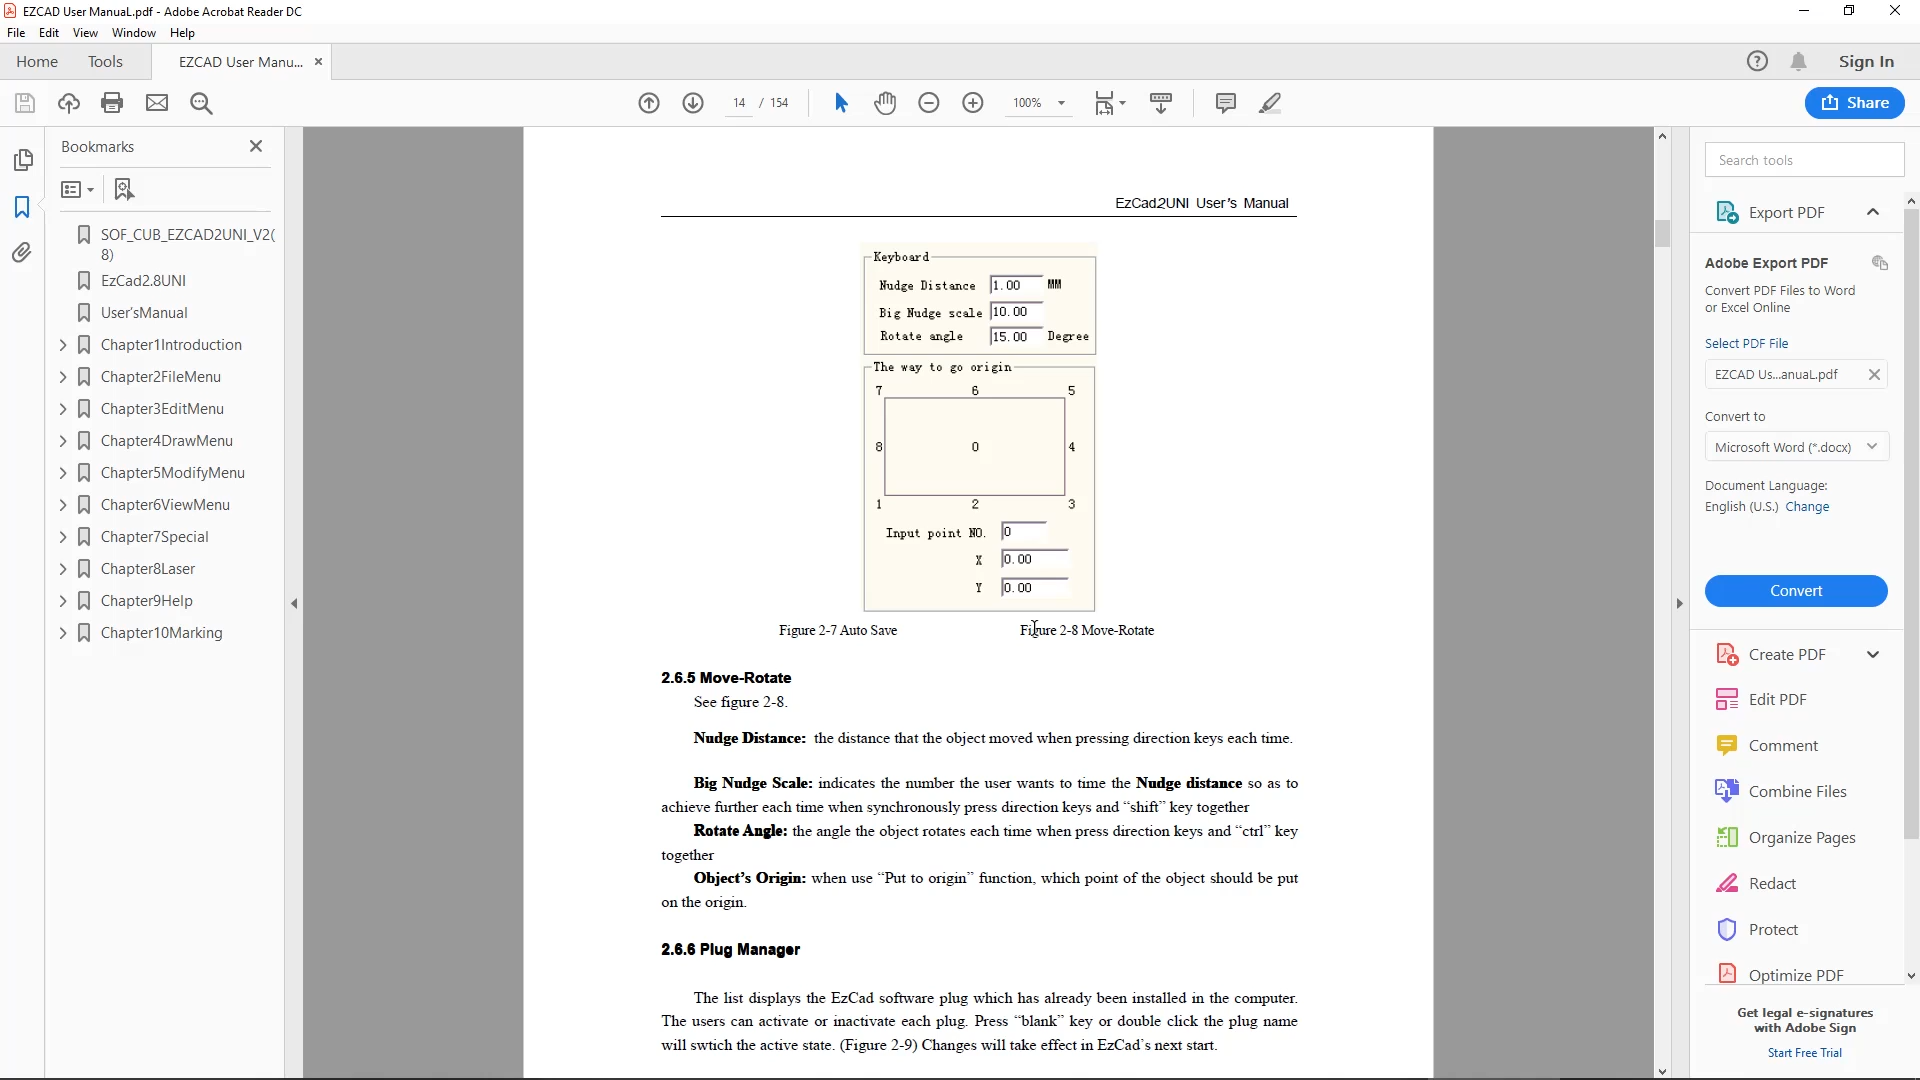 EZCAD User ManuaL.pdf - Adobe Acrobat Reader DC
File Edit View Window Help
Home Tools EZCAD User Manu... Sign In
14 / 154 100% Share
Bookmarks
SOF_CUB_EZCAD2UNI_V2(
8)
EzCad2.8UNI
User'sManual
Chapter1Introduction
Chapter2FileMenu
Chapter3EditMenu
Chapter4DrawMenu
Chapter5ModifyMenu
Chapter6ViewMenu
Chapter7Special
Chapter8Laser
Chapter9Help
Chapter10Marking
EzCad2UNI User's Manual
Keyboard
Nudge Distance 1.00 MM
Big Nudge scale 10.00
Rotate angle 15.00 Degree
The way to go origin
7 6 5
8 0 4
1 2 3
Input point NO. 0
X 0.00
Y 0.00
Figure 2-7 Auto Save Figure 2-8 Move-Rotate
2.6.5 Move-Rotate
See figure 2-8.
Nudge Distance: the distance that the object moved when pressing direction keys each time.
Big Nudge Scale: indicates the number the user wants to time the Nudge distance so as to
achieve further each time when synchronously press direction keys and “shift” key together
Rotate Angle: the angle the object rotates each time when press direction keys and “ctrl” key
together
Object’s Origin: when use “Put to origin” function, which point of the object should be put
on the origin.
2.6.6 Plug Manager
The list displays the EzCad software plug which has already been installed in the computer.
The users can activate or inactivate each plug. Press “blank” key or double click the plug name
will swtich the active state. (Figure 2-9) Changes will take effect in EzCad’s next start.
Search tools
Export PDF
Adobe Export PDF
Convert PDF Files to Word
or Excel Online
Select PDF File
EZCAD Us...anuaL.pdf
Convert to
Microsoft Word (*.docx)
Document Language:
English (U.S.) Change
Convert
Create PDF
Edit PDF
Comment
Combine Files
Organize Pages
Redact
Protect
Optimize PDF
Get legal e-signatures
with Adobe Sign
Start Free Trial